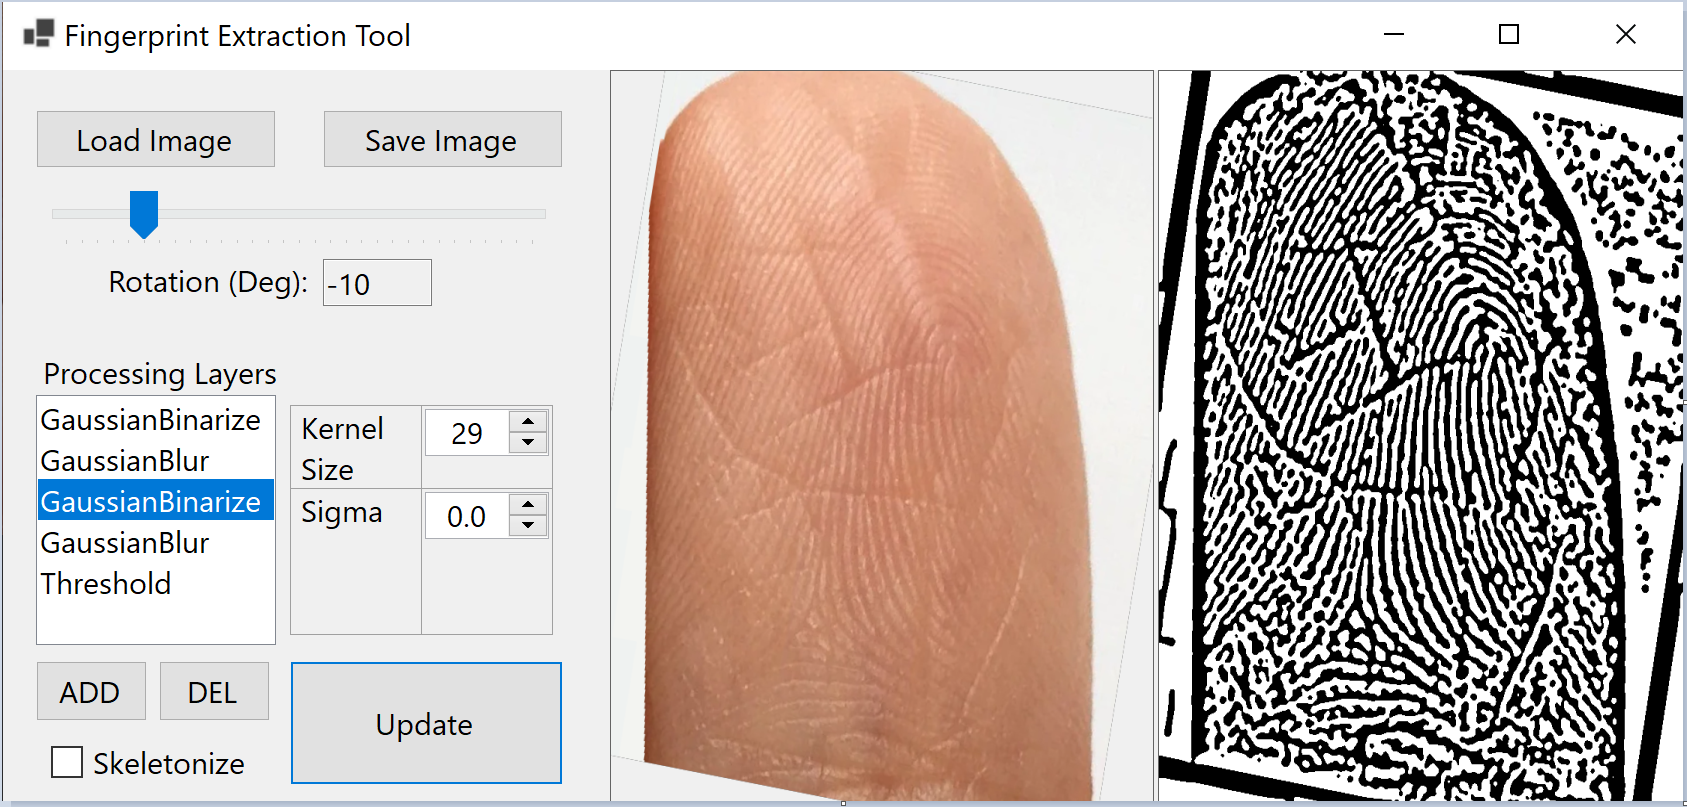 Fingerprint Extraction Tool
Load Image
Save Image
Rotation (Deg):
-10
Processing Layers
GaussianBinarize
GaussianBlur
GaussianBinarize
GaussianBlur
Threshold
Kernel
Size
29
Sigma
0.0
ADD
DEL
Update
Skeletonize